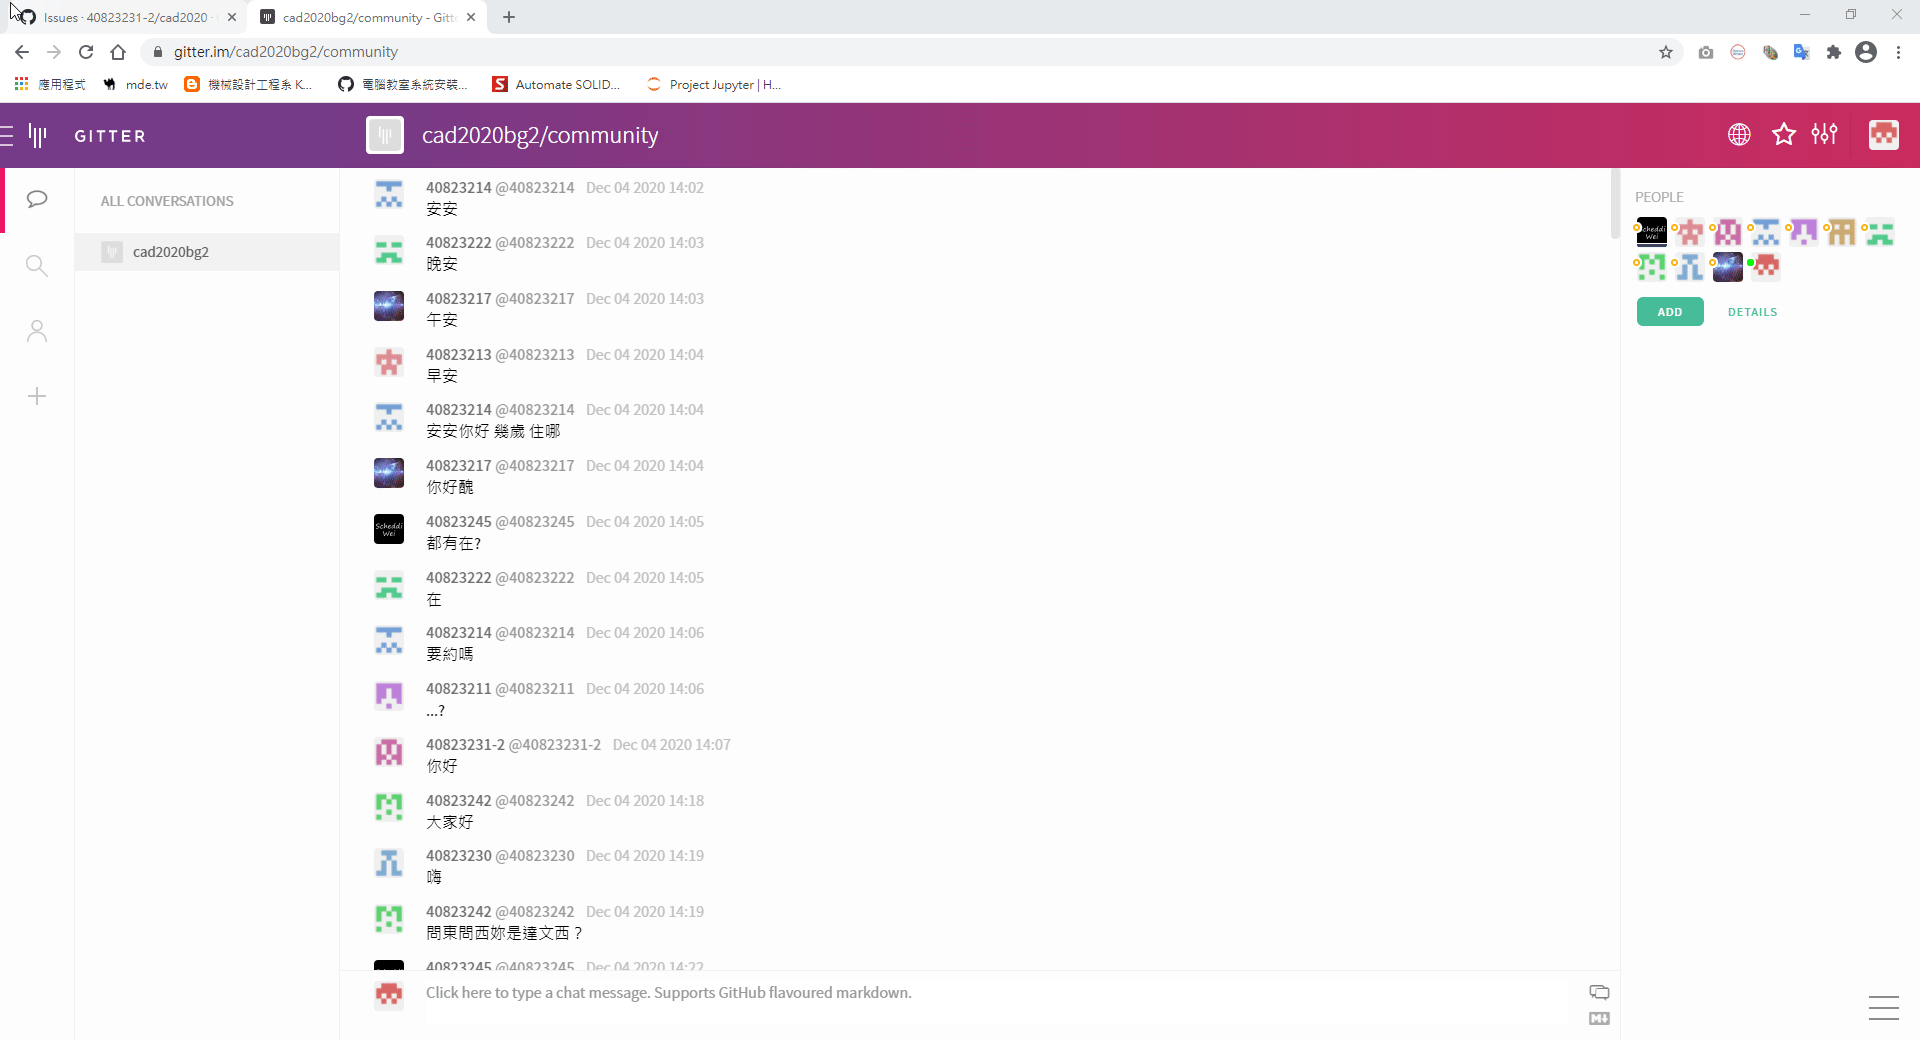 Issues · 40823231-2/cad2020 ·
cad2020bg2/community - Gitte
gitter.im/cad2020bg2/community
應用程式
mde.tw
機械設計工程系 K...
電腦教室系統安裝...
Automate SOLID...
Project Jupyter | H...
GITTER
cad2020bg2/community
ALL CONVERSATIONS
cad2020bg2
40823214 @40823214 Dec 04 2020 14:02
安安
40823222 @40823222 Dec 04 2020 14:03
晚安
40823217 @40823217 Dec 04 2020 14:03
午安
40823213 @40823213 Dec 04 2020 14:04
早安
40823214 @40823214 Dec 04 2020 14:04
安安你好 幾歲 住哪
40823217 @40823217 Dec 04 2020 14:04
你好醜
Scheddi
Wei
40823245 @40823245 Dec 04 2020 14:05
都有在?
40823222 @40823222 Dec 04 2020 14:05
在
40823214 @40823214 Dec 04 2020 14:06
要約嗎
40823211 @40823211 Dec 04 2020 14:06
...?
40823231-2 @40823231-2 Dec 04 2020 14:07
你好
40823242 @40823242 Dec 04 2020 14:18
大家好
40823230 @40823230 Dec 04 2020 14:19
嗨
40823242 @40823242 Dec 04 2020 14:19
問東問西妳是達文西？
40823245 @40823245 Dec 04 2020 14:22
Click here to type a chat message. Supports GitHub flavoured markdown.
PEOPLE
Scheddi
Wei
ADD
DETAILS